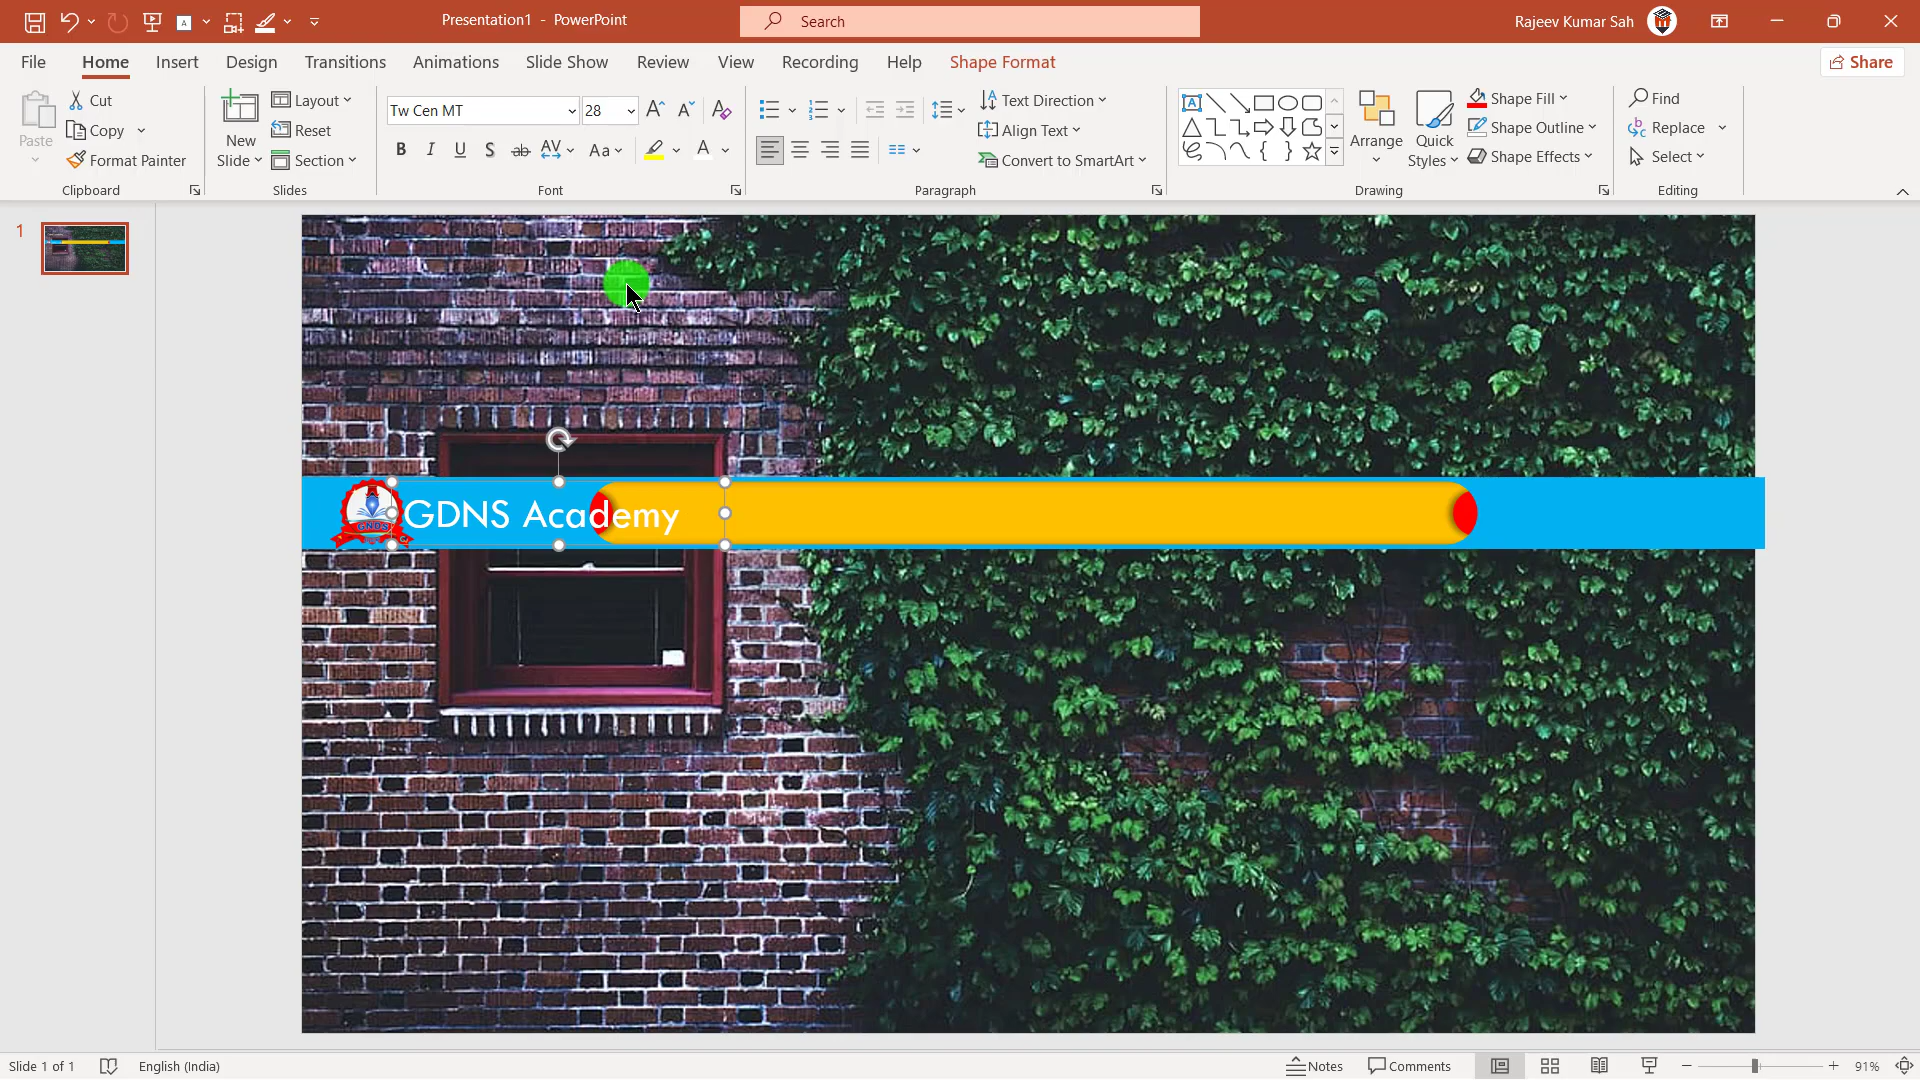 Presentation1 - PowerPoint
Search
Rajeev Kumar Sah
File
Home
Insert
Design
Transitions
Animations
Slide Show
Review
View
Recording
Help
Shape Format
Share
Paste
Cut
Copy
Format Painter
Clipboard
New
Slide
Layout
Reset
Section
Slides
Tw Cen MT
28
B
I
U
S
ab
AV
Aa
A
Font
Text Direction
Align Text
Convert to SmartArt
Paragraph
Arrange
Quick
Styles
Shape Fill
Shape Outline
Shape Effects
Drawing
Find
Replace
Select
Editing
1
GDNS Academy
Slide 1 of 1
English (India)
Notes
Comments
91%